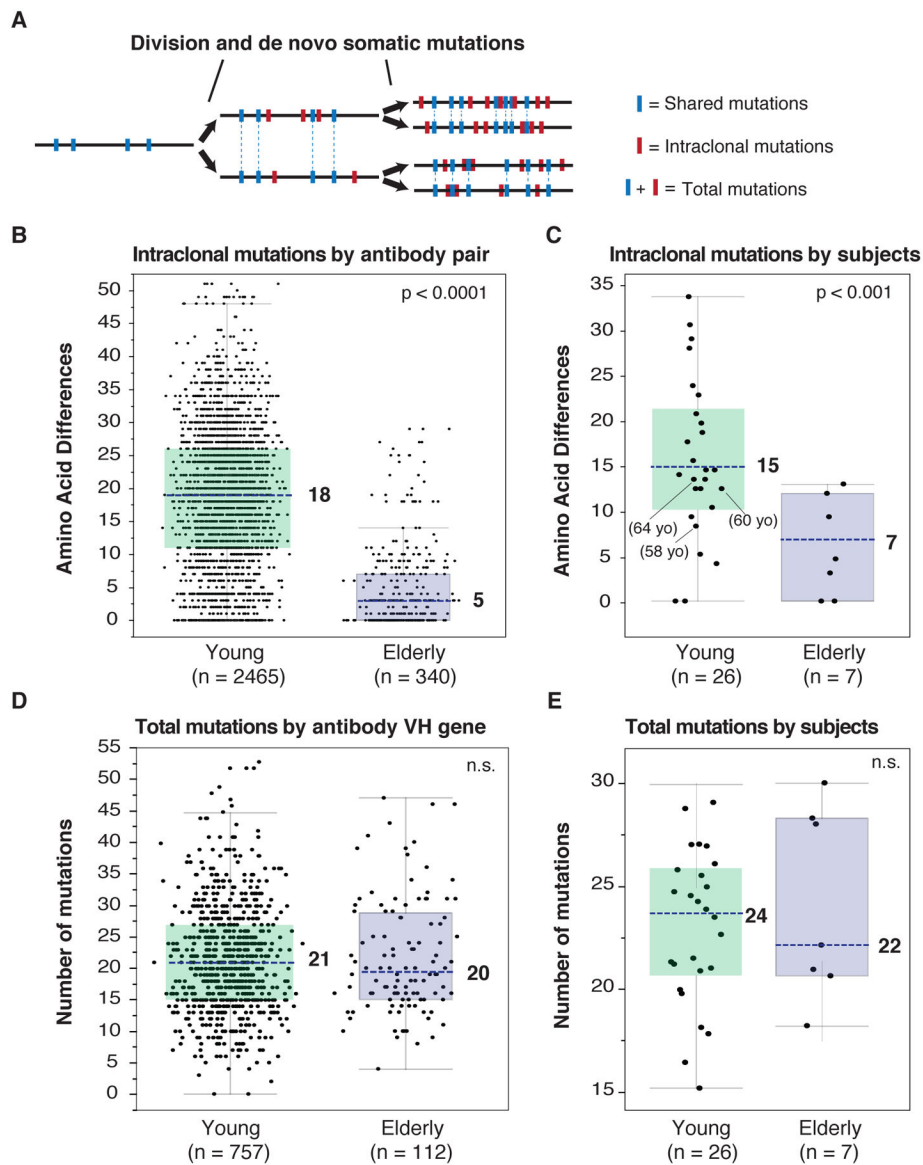 A
Division and de novo somatic mutations
= Shared mutations
= Intraclonal mutations
+ = Total mutations
B
Intraclonal mutations by antibody pair
p < 0.0001
Amino Acid Differences
50
45
40
35
30
25
20
15
10
5
0
18
5
Young
(n = 2465)
Elderly
(n = 340)
C
Intraclonal mutations by subjects
p < 0.001
Amino Acid Differences
35
30
25
20
15
10
5
0
15
(64 yo)
(60 yo)
(58 yo)
7
Young
(n = 26)
Elderly
(n = 7)
D
Total mutations by antibody VH gene
n.s.
Number of mutations
55
50
45
40
35
30
25
20
15
10
5
0
21
20
Young
(n = 757)
Elderly
(n = 112)
E
Total mutations by subjects
n.s.
Number of mutations
30
25
20
15
24
22
Young
(n = 26)
Elderly
(n = 7)